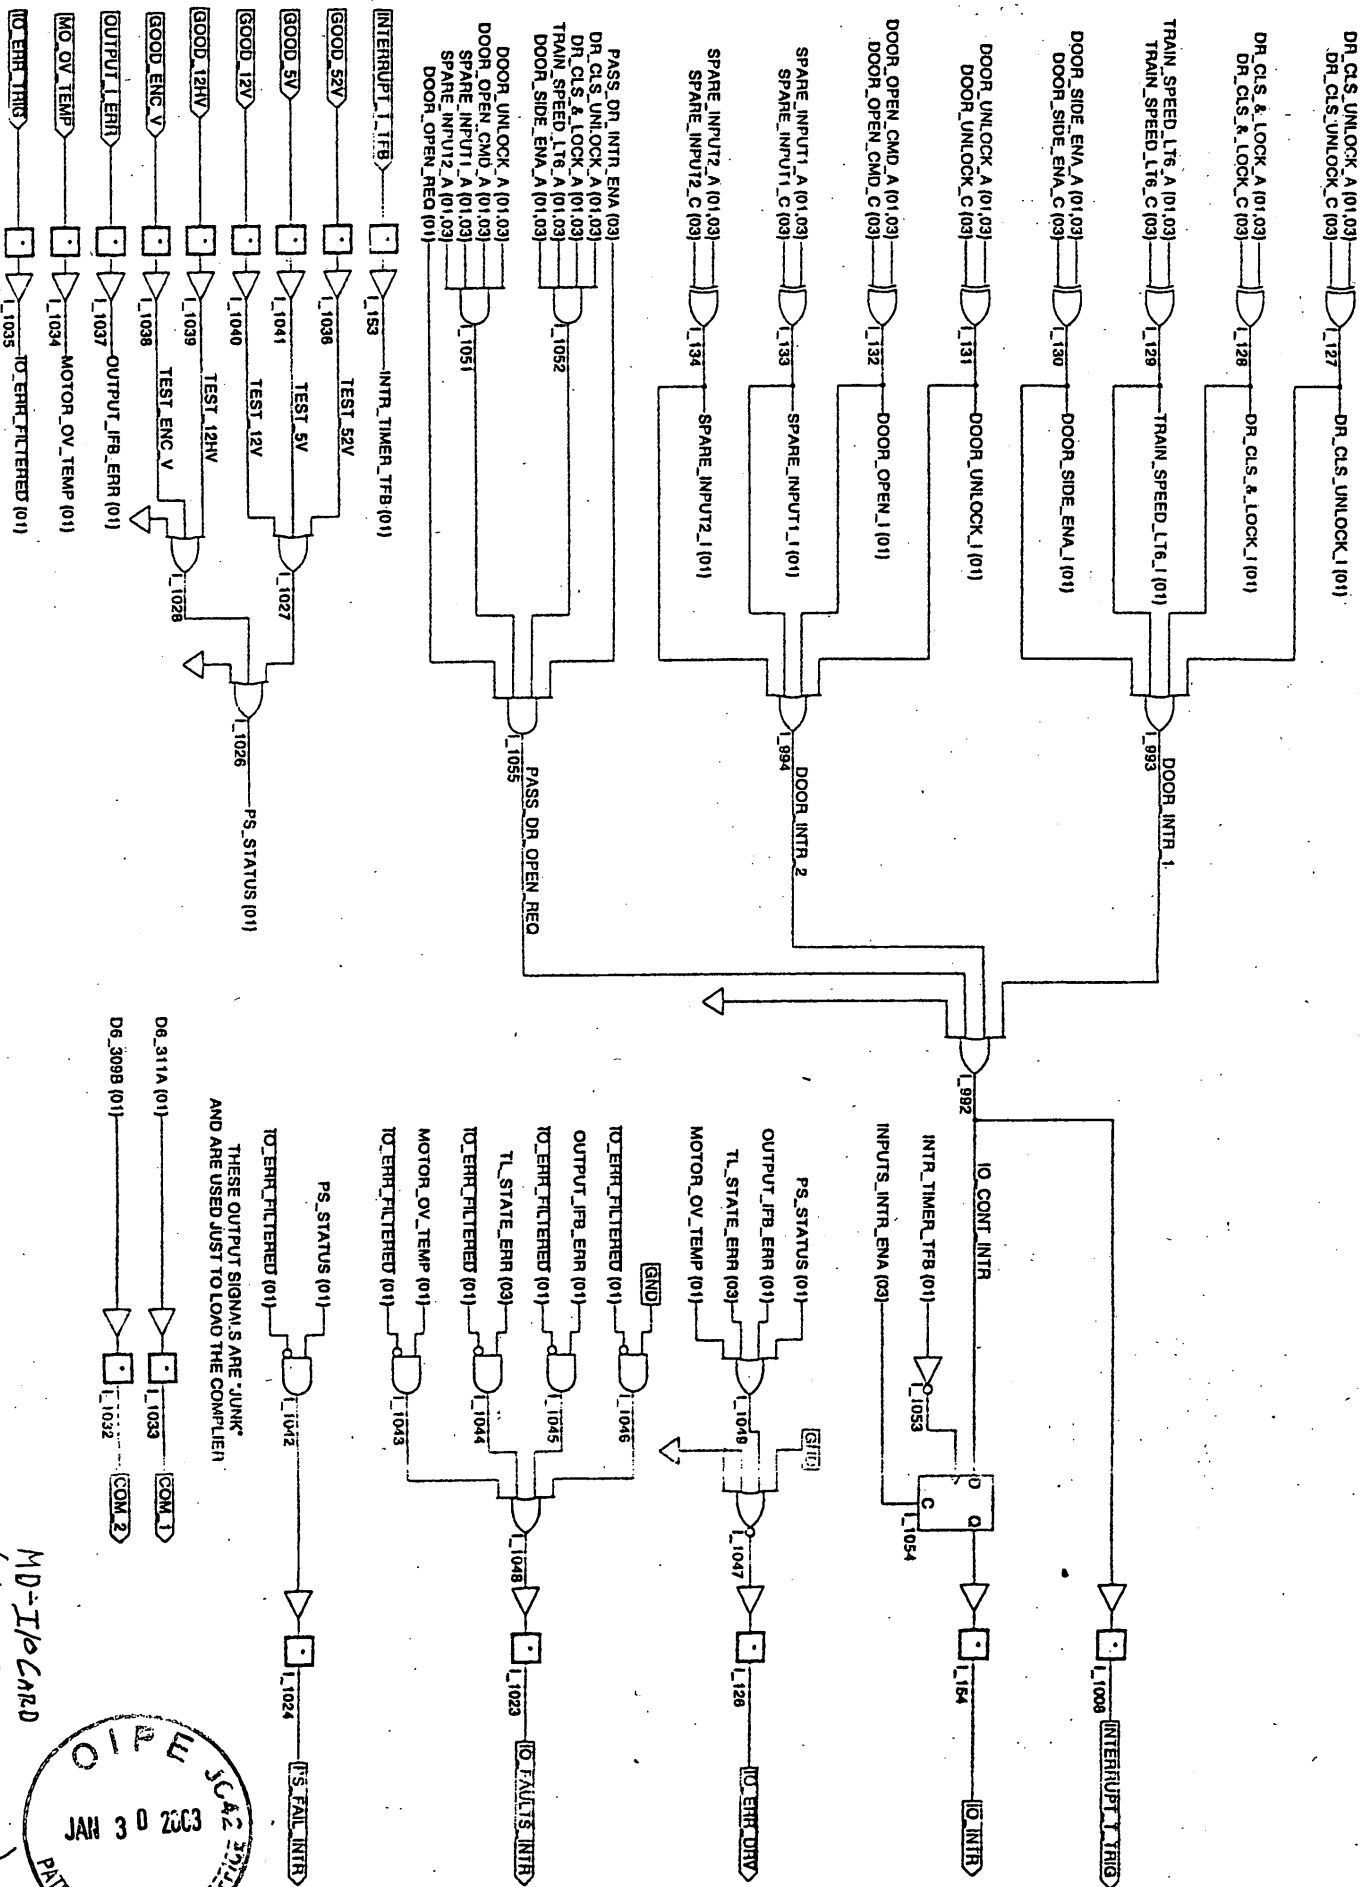 DR_CLS_UNLOCK_A (01,03)
DR_CLS_UNLOCK_C (03)
I_127
DR_CLS_UNLOCK_I (01)
DR_CLS_&_LOCK_A (01,03)
DR_CLS_&_LOCK_C (03)
I_128
DR_CLS_&_LOCK_I (01)
TRAIN_SPEED_LT6_A (01,03)
TRAIN_SPEED_LT6_C (03)
I_129
TRAIN_SPEED_LT6_I (01)
DOOR_SIDE_ENA_A (01,03)
DOOR_SIDE_ENA_C (03)
I_130
DOOR_SIDE_ENA_I (01)
I_993
DOOR_INTR_1
DOOR_UNLOCK_A (01,03)
DOOR_UNLOCK_C (03)
I_131
DOOR_UNLOCK_I (01)
DOOR_OPEN_CMD_A (01,03)
DOOR_OPEN_CMD_C (03)
I_132
DOOR_OPEN_I (01)
SPARE_INPUT1_A (01,03)
SPARE_INPUT1_C (03)
I_133
SPARE_INPUT1_I (01)
SPARE_INPUT2_A (01,03)
SPARE_INPUT2_C (03)
I_134
SPARE_INPUT2_I (01)
I_994
DOOR_INTR_2
PASS_DR_INTR_ENA (03)
DR_CLS_UNLOCK_A (01,03)
DR_CLS_&_LOCK_A (01,03)
TRAIN_SPEED_LT6_A (01,03)
DOOR_SIDE_ENA_A (01,03)
I_1052
DOOR_UNLOCK_A (01,03)
DOOR_OPEN_CMD_A (01,03)
SPARE_INPUT1_A (01,03)
SPARE_INPUT2_A (01,03)
DOOR_OPEN_REQ (01)
I_1051
I_1055
PASS_DR_OPEN_REQ
I_992
IO_CONT_INTR
I_1008
INTERRUPT_T_TRIG
INTR_TIMER_TFB (01)
I_1053
INPUTS_INTR_ENA (03)
D
Q
C
I_1054
I_154
IO_INTR
INTERRUPT_T_TFB
I_153
INTR_TIMER_TFB (01)
GOOD_52V
I_1036
TEST_52V
GOOD_5V
I_1041
TEST_5V
GOOD_12V
I_1040
TEST_12V
GOOD_12HV
I_1039
TEST_12HV
GOOD_ENC_V
I_1038
TEST_ENC_V
I_1027
I_1028
I_1026
PS_STATUS (01)
OUTPUT_I_ERR
I_1037
OUTPUT_IFB_ERR (01)
MO_OV_TEMP
I_1034
MOTOR_OV_TEMP (01)
IO_ERR_TRIG
I_1035
IO_ERR_FILTERED (01)
PS_STATUS (01)
OUTPUT_IFB_ERR (01)
TL_STATE_ERR (03)
MOTOR_OV_TEMP (01)
I_1049
GND
I_1047
I_126
IO_ERR_DRV
GND
IO_ERR_FILTERED (01)
I_1046
OUTPUT_IFB_ERR (01)
IO_ERR_FILTERED (01)
I_1045
TL_STATE_ERR (03)
IO_ERR_FILTERED (01)
I_1044
MOTOR_OV_TEMP (01)
IO_ERR_FILTERED (01)
I_1043
I_1048
I_1023
IO_FAULTS_INTR
PS_STATUS (01)
IO_ERR_FILTERED (01)
I_1042
I_1024
PS_FAIL_INTR
THESE OUTPUT SIGNALS ARE "JUNK"
AND ARE USED JUST TO LOAD THE COMPLIER
D6_311A (01)
I_1033
COM_1
D6_309B (01)
I_1032
COM_2
MD-I/O CARD
OIPE
JAN 30 2003